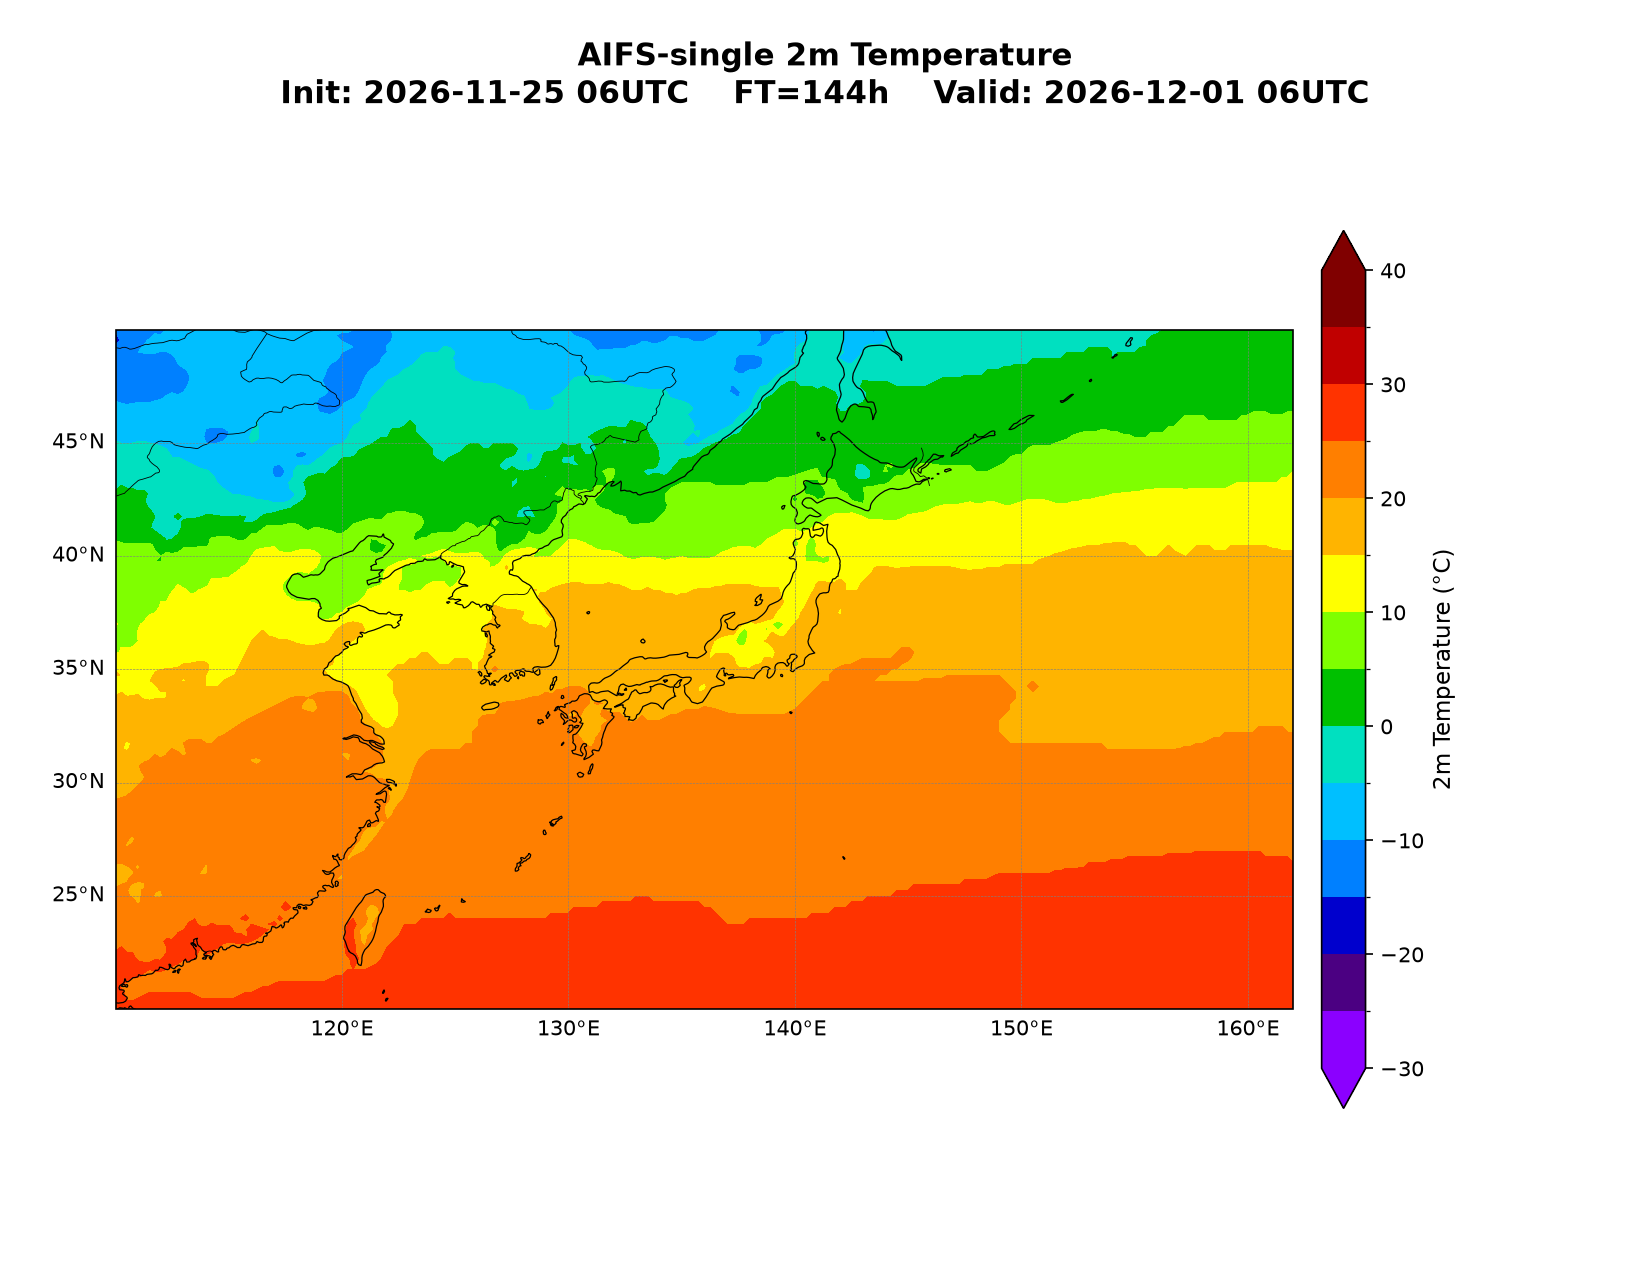 AIFS-single 2m Temperature
Init: 2026-11-25 06UTC    FT=144h    Valid: 2026-12-01 06UTC
45°N
40°N
35°N
30°N
25°N
120°E
130°E
140°E
150°E
160°E
40
30
20
10
0
−10
−20
−30
2m Temperature (°C)